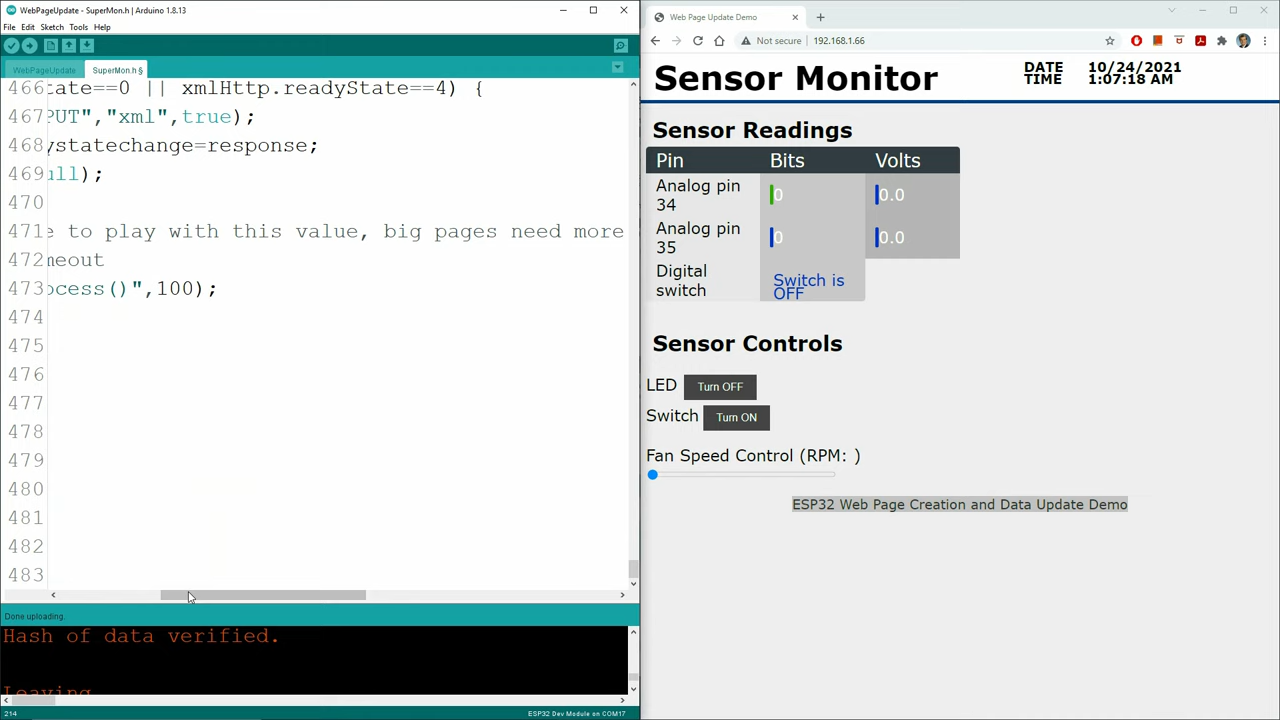 WebPageUpdate - SuperMon.h | Arduino 1.8.13
File Edit Sketch Tools Help
WebPageUpdate SuperMon.h §
466 tate==0 || xmlHttp.readyState==4) {
467 PUT","xml",true);
468 ystatechange=response;
469 ull);
470
471 e to play with this value, big pages need more
472 meout
473 ocess()",100);
474
475
476
477
478
479
480
481
482
483
Done uploading.
Hash of data verified.
Leaving
214 ESP32 Dev Module on COM17
Web Page Update Demo
Not secure 192.168.1.66
Sensor Monitor
DATE 10/24/2021
TIME 1:07:18 AM
Sensor Readings
Pin Bits Volts
Analog pin 34 0 0.0
Analog pin 35 0 0.0
Digital switch Switch is OFF
Sensor Controls
LED Turn OFF
Switch Turn ON
Fan Speed Control (RPM: )
ESP32 Web Page Creation and Data Update Demo